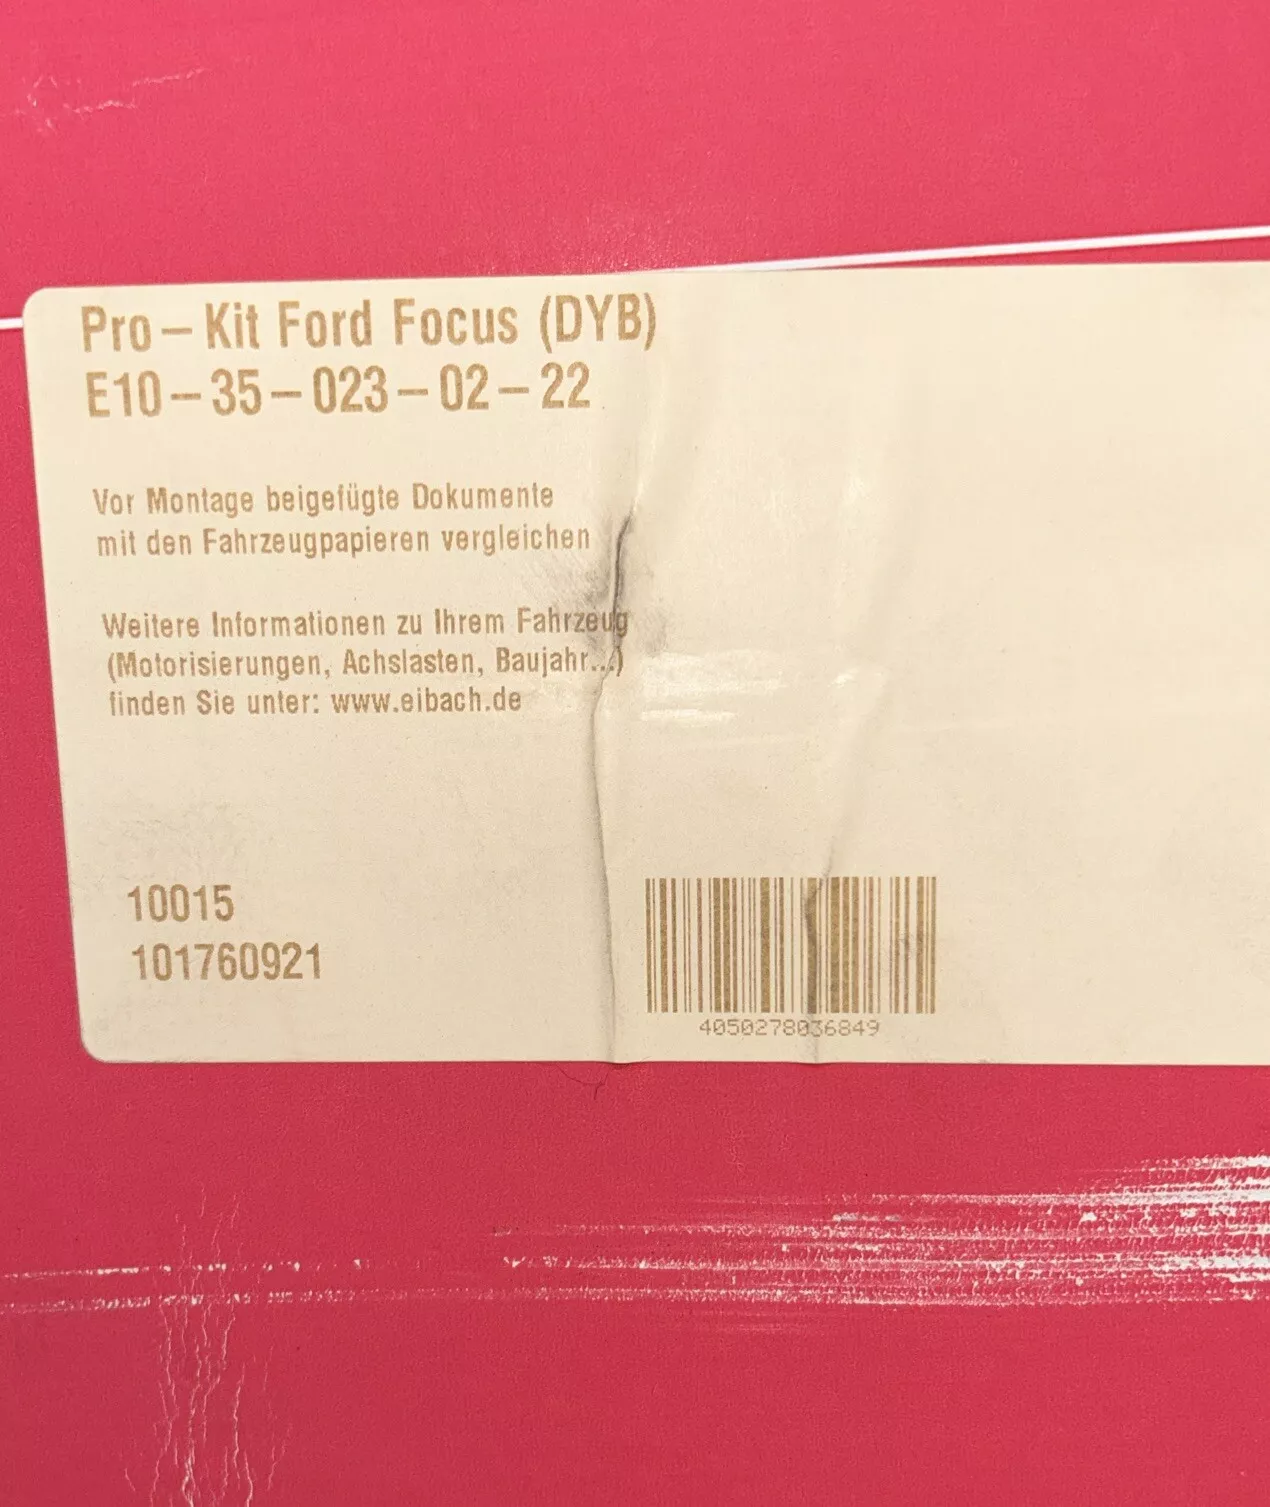 Pro-Kit Ford Focus (DYB)
E10-35-023-02-22
Vor Montage beigefügte Dokumente
mit den Fahrzeugpapieren vergleichen
Weitere Informationen zu Ihrem Fahrzeug
(Motorisierungen, Achslasten, Baujahr...)
finden Sie unter: www.eibach.de
10015
101760921
4050278036849